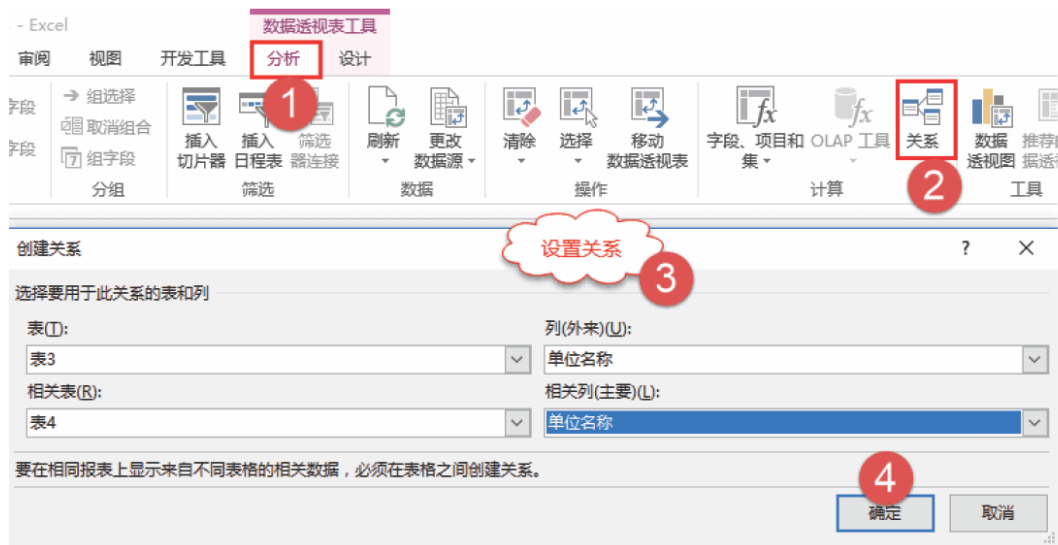 - Excel
数据透视表工具
审阅 视图 开发工具 分析 设计
1
字段 组选择
字段 取消组合
组字段
分组
插入切片器 插入日程表 筛选器连接
筛选
刷新 更改数据源
数据
清除 选择 移动数据透视表
操作
字段、项目和集 OLAP 工具 关系
计算
2
数据透视图
工具
创建关系
设置关系
3
? ×
选择要用于此关系的表和列
表(T): 列(外来)(U):
表3 单位名称
相关表(R): 相关列(主要)(L):
表4 单位名称
要在相同报表上显示来自不同表格的相关数据，必须在表格之间创建关系。
4
确定 取消